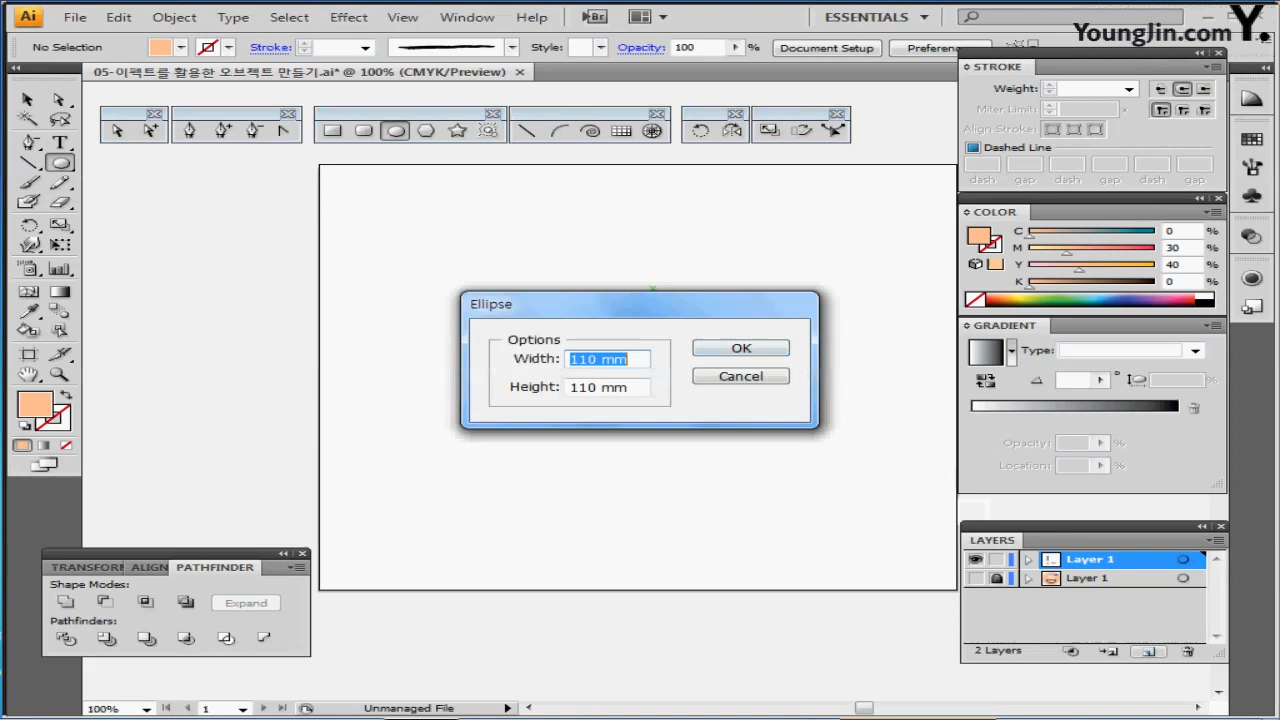 Ai File Edit Object Type Select Effect View Window Help Br ESSENTIALS
Y.
YoungJin.com
No Selection Stroke: Style: Opacity: 100 % Document Setup
05-이펙트를 활용한 오브젝트 만들기.ai* @ 100% (CMYK/Preview)
STROKE
Weight:
Miter Limit: x
Align Stroke:
Dashed Line
dash gap dash gap dash gap
COLOR
C 0 %
M 30 %
Y 40 %
K 0 %
GRADIENT
Type:
°
%
Opacity: %
Location: %
Ellipse
Options
Width: 110 mm
Height: 110 mm
OK
Cancel
LAYERS
Layer 1
Layer 1
2 Layers
TRANSFORM ALIGN PATHFINDER
Shape Modes:
Expand
Pathfinders:
100% 1 Unmanaged File